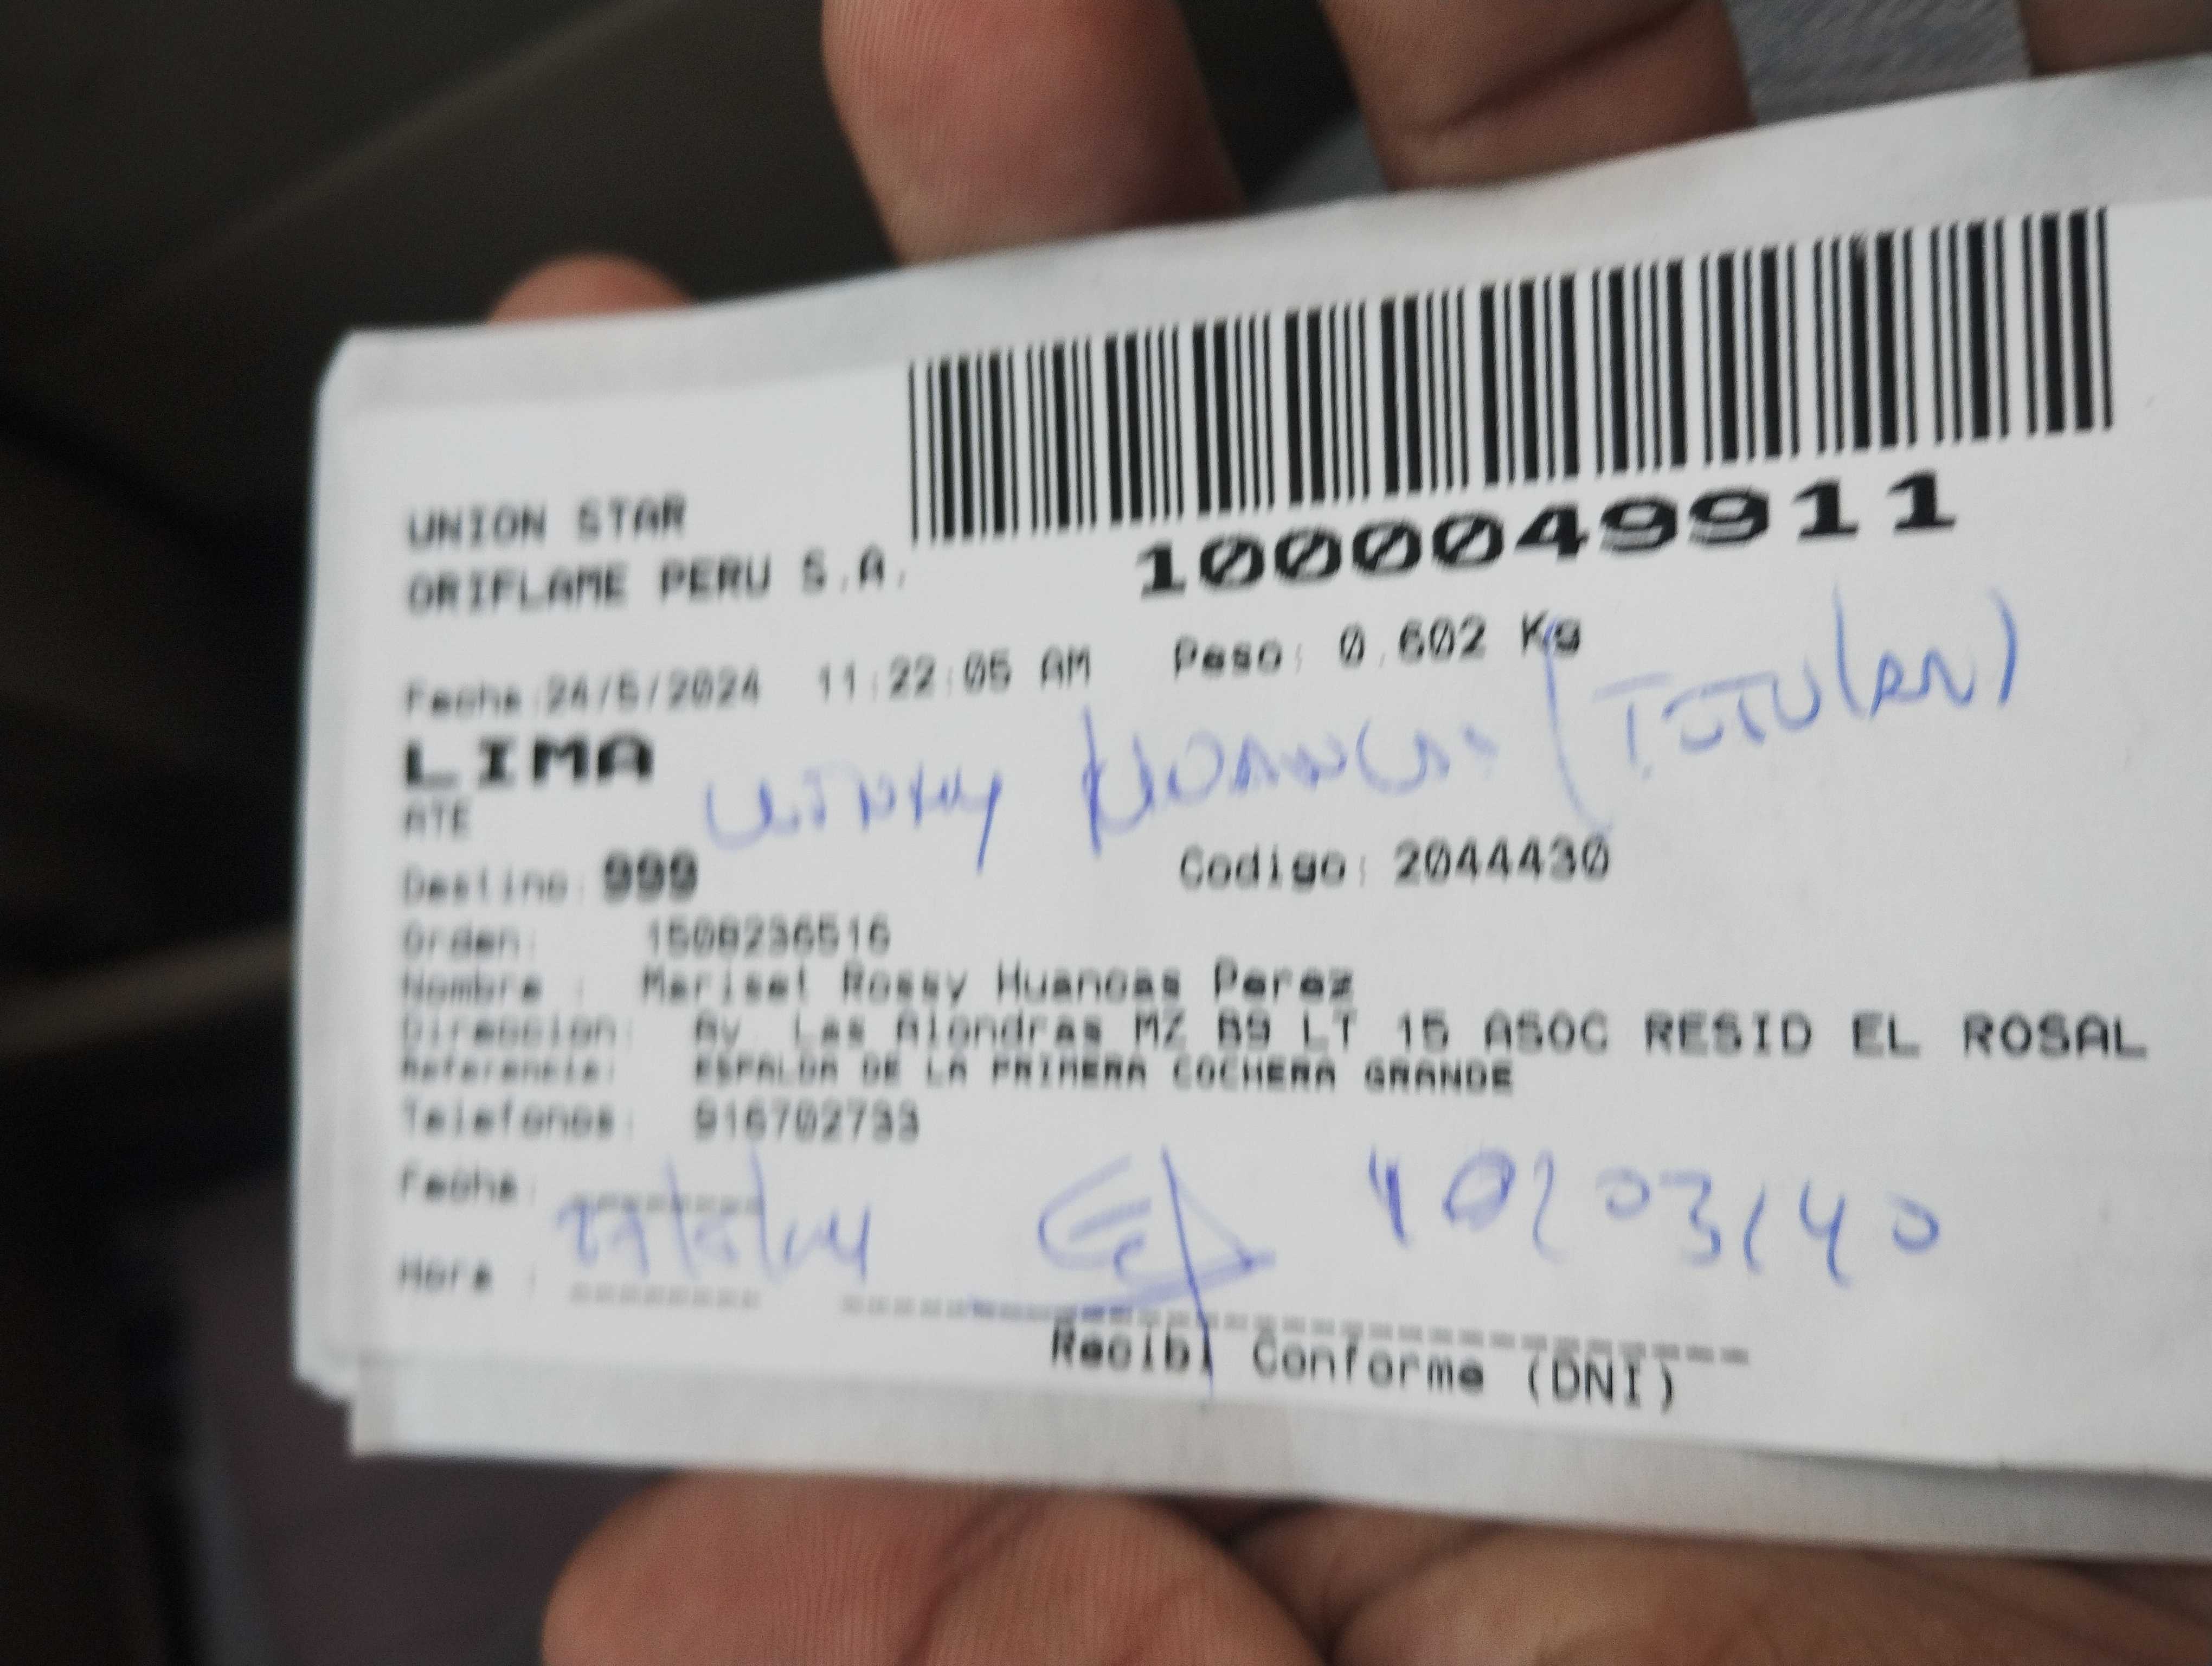 UNION STAR
ORIFLAME PERU S.A.
1000049911
Fecha:24/5/2024 11:22:05 AM Peso: 0.602 Kg
LIMA
(TITULAR)
ATE
Destino: 999 Codigo: 2044430
Orden: 1508236516
Nombre : Marisel Rossy Huancas Perez
Direccion: Av. Las Alondras MZ B9 LT 15 ASOC RESID EL ROSAL
Referencia: ESPALDA DE LA PRIMERA COCHERA GRANDE
Telefonos: 916702733
Fecha:
Hora :
Recibi Conforme (DNI)